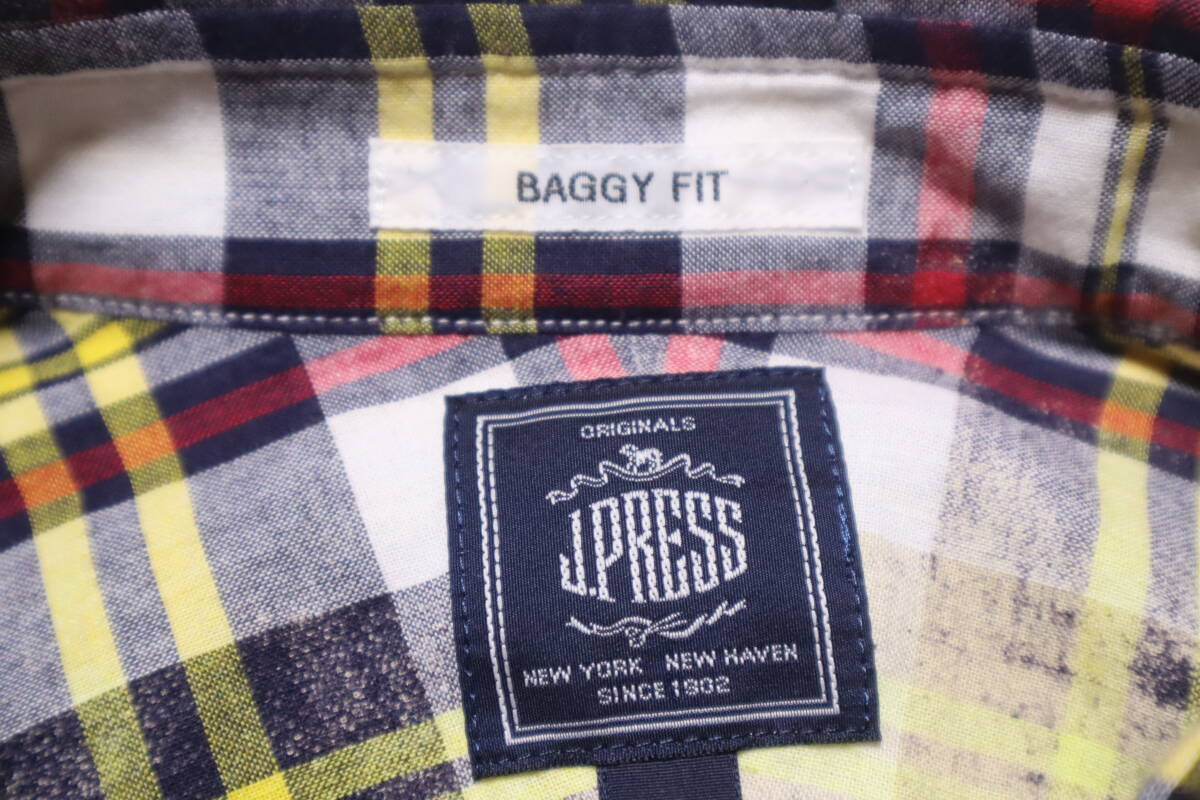 BAGGY FIT
ORIGINALS
J.PRESS
NEW YORK NEW HAVEN
SINCE 1902